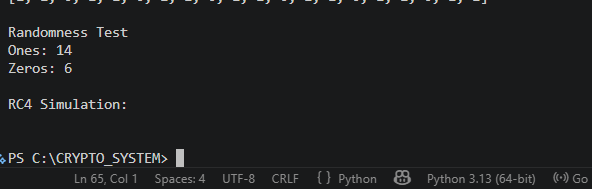 Randomness Test
Ones: 14
Zeros: 6
RC4 Simulation:
PS C:\CRYPTO_SYSTEM>
Ln 65, Col 1 Spaces: 4 UTF-8 CRLF { } Python Python 3.13 (64-bit) Go